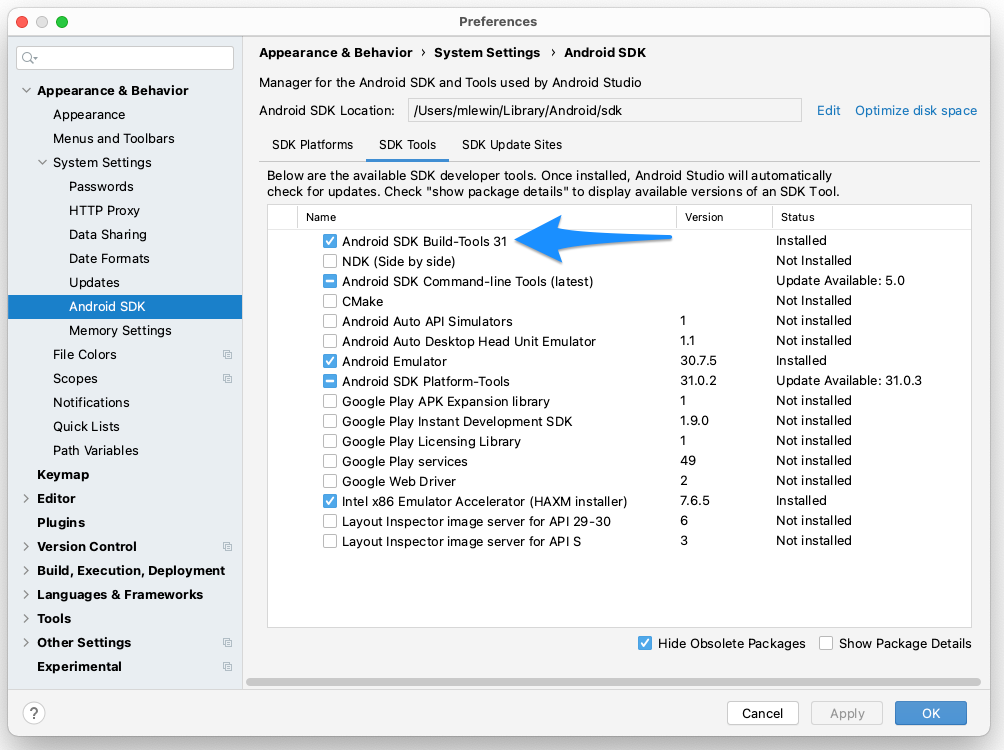 Preferences
Appearance & Behavior
Appearance
Menus and Toolbars
System Settings
Passwords
HTTP Proxy
Data Sharing
Date Formats
Updates
Android SDK
Memory Settings
File Colors
Scopes
Notifications
Quick Lists
Path Variables
Keymap
Editor
Plugins
Version Control
Build, Execution, Deployment
Languages & Frameworks
Tools
Other Settings
Experimental
Appearance & Behavior › System Settings › Android SDK
Manager for the Android SDK and Tools used by Android Studio
Android SDK Location: /Users/mlewin/Library/Android/sdk Edit Optimize disk space
SDK Platforms SDK Tools SDK Update Sites
Below are the available SDK developer tools. Once installed, Android Studio will automatically
check for updates. Check "show package details" to display available versions of an SDK Tool.
Name Version Status
Android SDK Build-Tools 31 Installed
NDK (Side by side) Not Installed
Android SDK Command-line Tools (latest) Update Available: 5.0
CMake Not Installed
Android Auto API Simulators 1 Not installed
Android Auto Desktop Head Unit Emulator 1.1 Not installed
Android Emulator 30.7.5 Installed
Android SDK Platform-Tools 31.0.2 Update Available: 31.0.3
Google Play APK Expansion library 1 Not installed
Google Play Instant Development SDK 1.9.0 Not installed
Google Play Licensing Library 1 Not installed
Google Play services 49 Not installed
Google Web Driver 2 Not installed
Intel x86 Emulator Accelerator (HAXM installer) 7.6.5 Installed
Layout Inspector image server for API 29-30 6 Not installed
Layout Inspector image server for API S 3 Not installed
Hide Obsolete Packages Show Package Details
? Cancel Apply OK